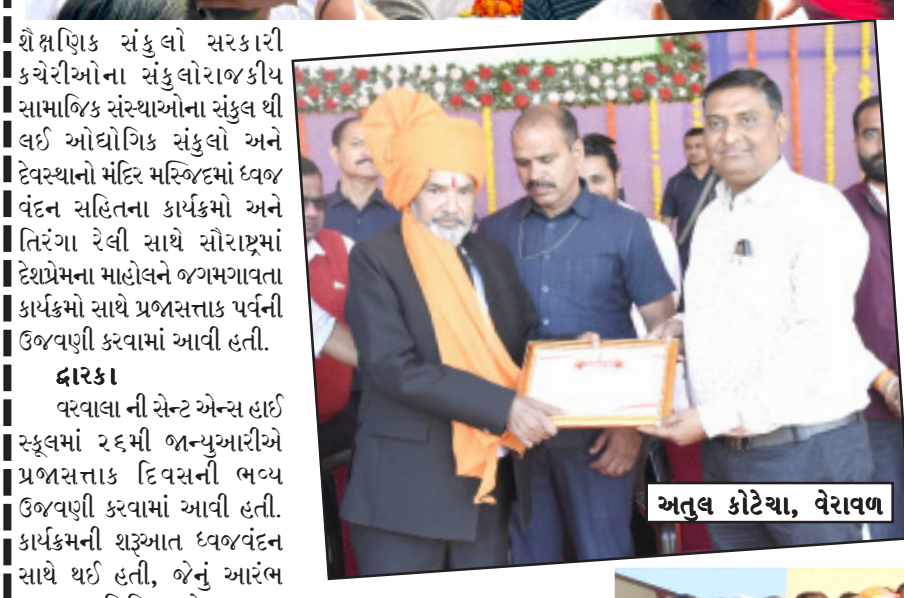 શૈક્ષણિક સંકુલો સરકારી
કચેરીઓના સંકુલોરાજકીય
સામાજિક સંસ્થાઓના સંકુલ થી
લઈ ઓદ્યોગિક સંકુલો અને
દેવસ્થાનો મંદિર મસ્જિદમાં ધ્વજ
વંદન સહિતના કાર્યક્રમો અને
તિરંગા રેલી સાથે સૌરાષ્ટ્રમાં
દેશપ્રેમના માહોલને જગમગાવતા
કાર્યક્રમો સાથે પ્રજાસત્તાક પર્વની
ઉજવણી કરવામાં આવી હતી.
દ્વારકા
વરવાલા ની સેન્ટ એન્સ હાઈ
સ્કૂલમાં ૨૬મી જાન્યુઆરીએ
પ્રજાસત્તાક દિવસની ભવ્ય
ઉજવણી કરવામાં આવી હતી.
કાર્યક્રમની શરૂઆત ધ્વજવંદન
સાથે થઈ હતી, જેનું આરંભ
અતુલ કોટેચા, વેરાવળ